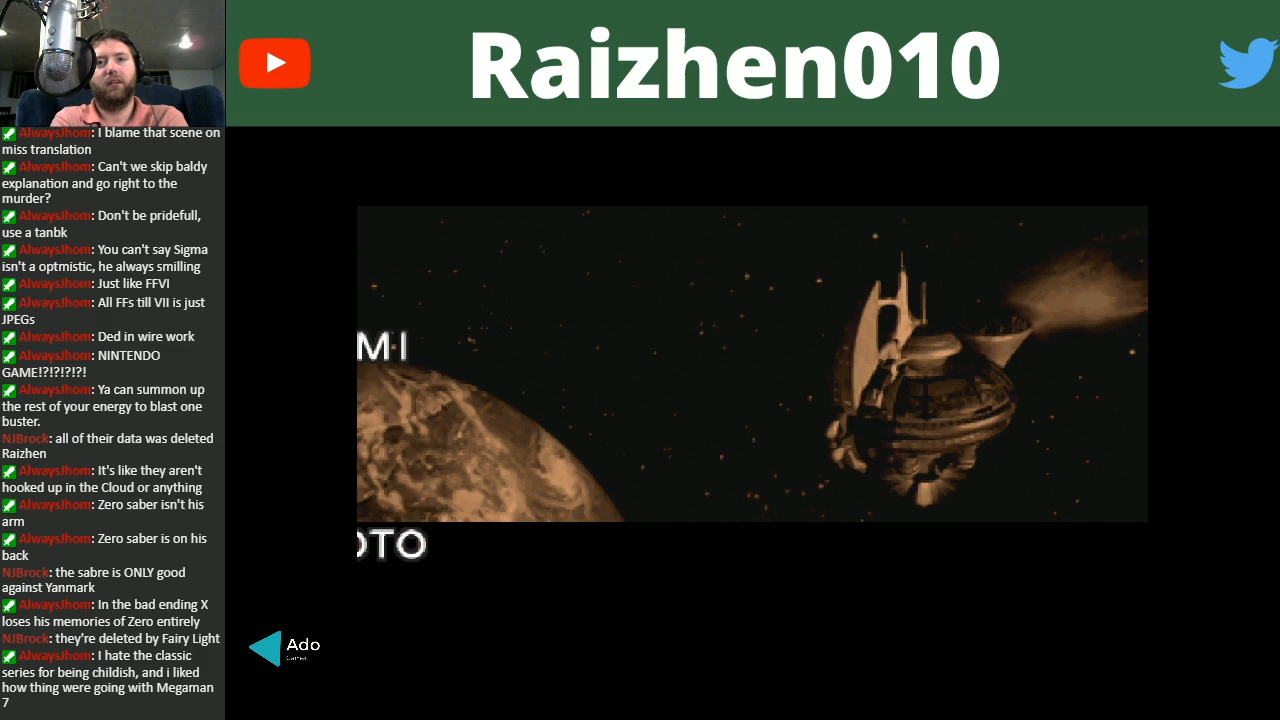 Raizhen010
AlwaysJhom: I blame that scene on
miss translation
AlwaysJhom: Can't we skip baldy
explanation and go right to the
murder?
AlwaysJhom: Don't be pridefull,
use a tanbk
AlwaysJhom: You can't say Sigma
isn't a optmistic, he always smilling
AlwaysJhom: Just like FFVI
AlwaysJhom: All FFs till VII is just
JPEGs
AlwaysJhom: Ded in wire work
AlwaysJhom: NINTENDO
GAME!?!?!?!?!
AlwaysJhom: Ya can summon up
the rest of your energy to blast one
buster.
NJBrock: all of their data was deleted
Raizhen
AlwaysJhom: It's like they aren't
hooked up in the Cloud or anything
AlwaysJhom: Zero saber isn't his
arm
AlwaysJhom: Zero saber is on his
back
NJBrock: the sabre is ONLY good
against Yanmark
AlwaysJhom: In the bad ending X
loses his memories of Zero entirely
NJBrock: they're deleted by Fairy Light
AlwaysJhom: I hate the classic
series for being childish, and i liked
how thing were going with Megaman
7
MI
OTO
Ado